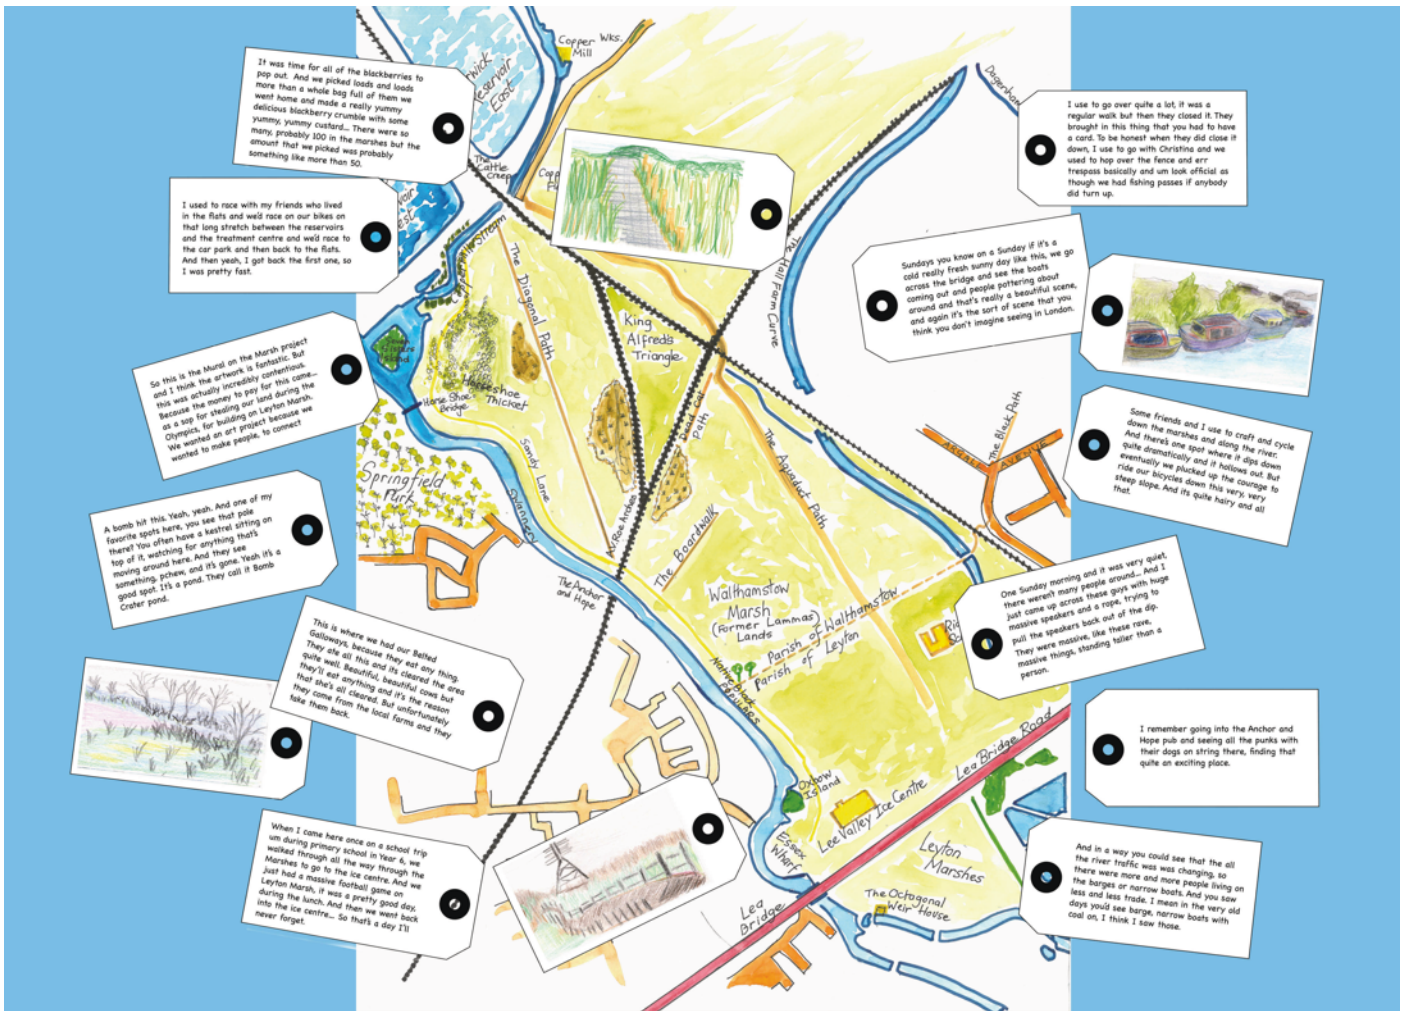 It was time for all of the blackberries to
pop out. And we picked loads and loads
more than a whole bag full of them we
went home and made a really yummy
delicious blackberry crumble with some
yummy, yummy custard... There were so
many, probably 100 in the marshes but the
amount that we picked was probably
something like more than 50.
I used to race with my friends who lived
in the flats and we'd race on our bikes on
that long stretch between the reservoirs
and the treatment centre and we'd race to
the car park and then back to the flats.
And then yeah, I got back the first one, so
I was pretty fast.
So this is the Mural on the Marsh project
and I think the artwork is fantastic. But
this was actually incredibly contentious.
Because the money to pay for this came...
as a sop for stealing our land during the
Olympics, for building on Leyton Marsh.
We wanted an art project because we
wanted to make people, to connect
A bomb hit this. Yeah, yeah. And one of my
favorite spots here, you see that pole
there? You often have a kestrel sitting on
top of it, watching for anything that's
moving around here. And they see
something, pchew, and it's gone. Yeah it's a
good spot. It's a pond. They call it Bomb
Crater pond.
This is where we had our Belted
Galloways, because they eat any thing.
They ate all this and its cleared the area
quite well. Beautiful, beautiful cows but
they'll eat anything and it's the reason
that she's all cleared. But unfortunately
they come from the local farms and they
take them back.
When I came here once on a school trip
um during primary school in Year 6, we
walked through all the way through the
Marshes to go to the ice centre. And we
just had a massive football game on
Leyton Marsh, it was a pretty good day,
during the lunch. And then we went back
into the ice centre... So that's a day I'll
never forget.
Copper Wks.
Mill
wick
Reservoir
East
The
Cattle
Creep
Coppermill Stream
The Diagonal Path
King
Alfred's
Triangle
Horseshoe
Thicket
Horse Shoe
Bridge
Springfield
Park
Sandy Lane
Swannery
A.V. Roe Arches
Dead Cat
Path
The Boardwalk
The Aquaduct Path
The Hall Farm Curve
Dagenham
The Anchor
and Hope
Walthamstow
Marsh
(Former Lammas
Lands
Parish of Walthamstow
Parish of Leyton
Native Black
Poplars
ARGALL AVENUE
The Black Path
Oxbow
Island
Lee Valley Ice Centre
Lea Bridge Road
Essex
Wharf
Leyton
Marshes
The Octagonal
Weir House
Lea
Bridge
I use to go over quite a lot, it was a
regular walk but then they closed it. They
brought in this thing that you had to have
a card. To be honest when they did close it
down, I use to go with Christina and we
used to hop over the fence and err
trespass basically and um look official as
though we had fishing passes if anybody
did turn up.
Sundays you know on a Sunday if it's a
cold really fresh sunny day like this, we go
across the bridge and see the boats
coming out and people pottering about
around and that's really a beautiful scene,
and again it's the sort of scene that you
think you don't imagine seeing in London.
Some friends and I use to craft and cycle
down the marshes and along the river.
And there's one spot where it dips down
quite dramatically and it hollows out. But
eventually we plucked up the courage to
ride our bicycles down this very, very
steep slope. And its quite hairy and all
that.
One Sunday morning and it was very quiet,
there weren't many people around... And I
just came up across these guys with huge
massive speakers and a rope, trying to
pull the speakers back out of the dip.
They were massive, like these rave,
massive things, standing taller than a
person.
I remember going into the Anchor and
Hope pub and seeing all the punks with
their dogs on string there, finding that
quite an exciting place.
And in a way you could see that the all
the river traffic was was changing, so
there were more and more people living on
the barges or narrow boats. And you saw
less and less trade. I mean in the very old
days you'd see barge, narrow boats with
coal on, I think I saw those.